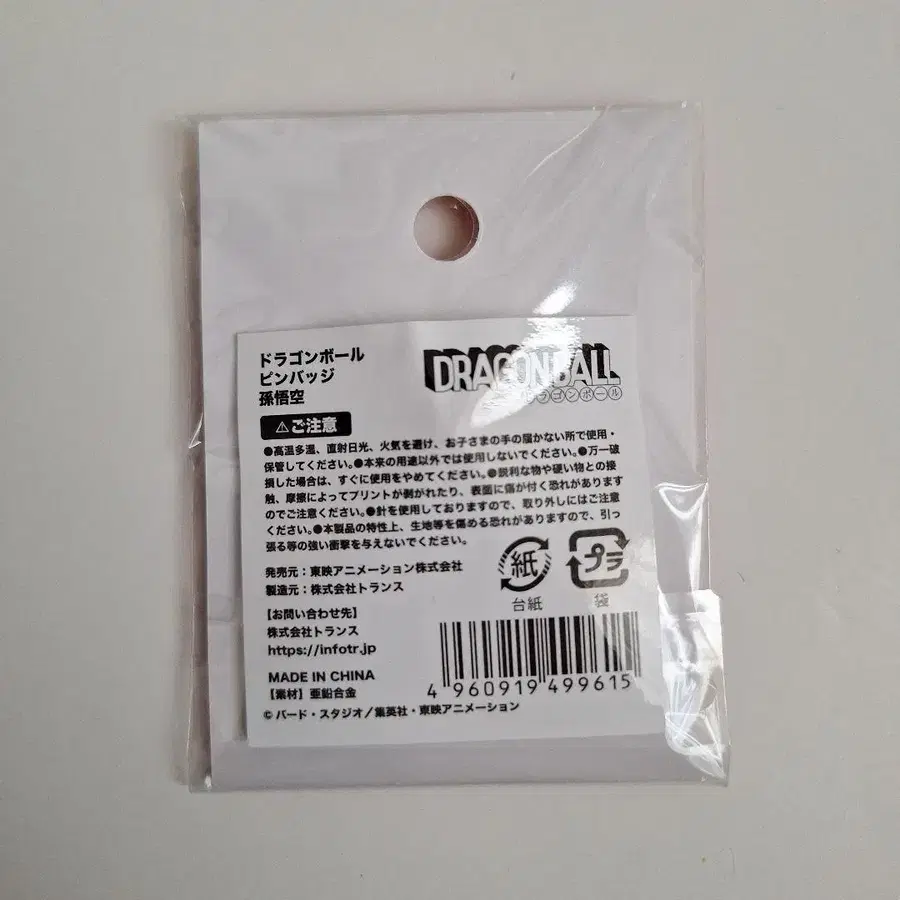 ドラゴンボール
ピンバッジ
孫悟空
DRAGON BALL
ドラゴンボール
⚠ご注意
●高温多湿、直射日光、火気を避け、お子さまの手の届かない所で使用・
保管してください。●本来の用途以外では使用しないでください。●万一破
損した場合は、すぐに使用をやめてください。●鋭利な物や硬い物との接
触、摩擦によってプリントが剥がれたり、表面に傷が付く恐れがあります
のでご注意ください。●針を使用しておりますので、取り外しにはご注意
ください。●本製品の特性上、生地等を傷める恐れがありますので、引っ
張る等の強い衝撃を与えないでください。
発売元：東映アニメーション株式会社
製造元：株式会社トランス
紙
台紙
プラ
袋
【お問い合わせ先】
株式会社トランス
https://infotr.jp
MADE IN CHINA
【素材】亜鉛合金
4 960919 499615
© バード・スタジオ／集英社・東映アニメーション